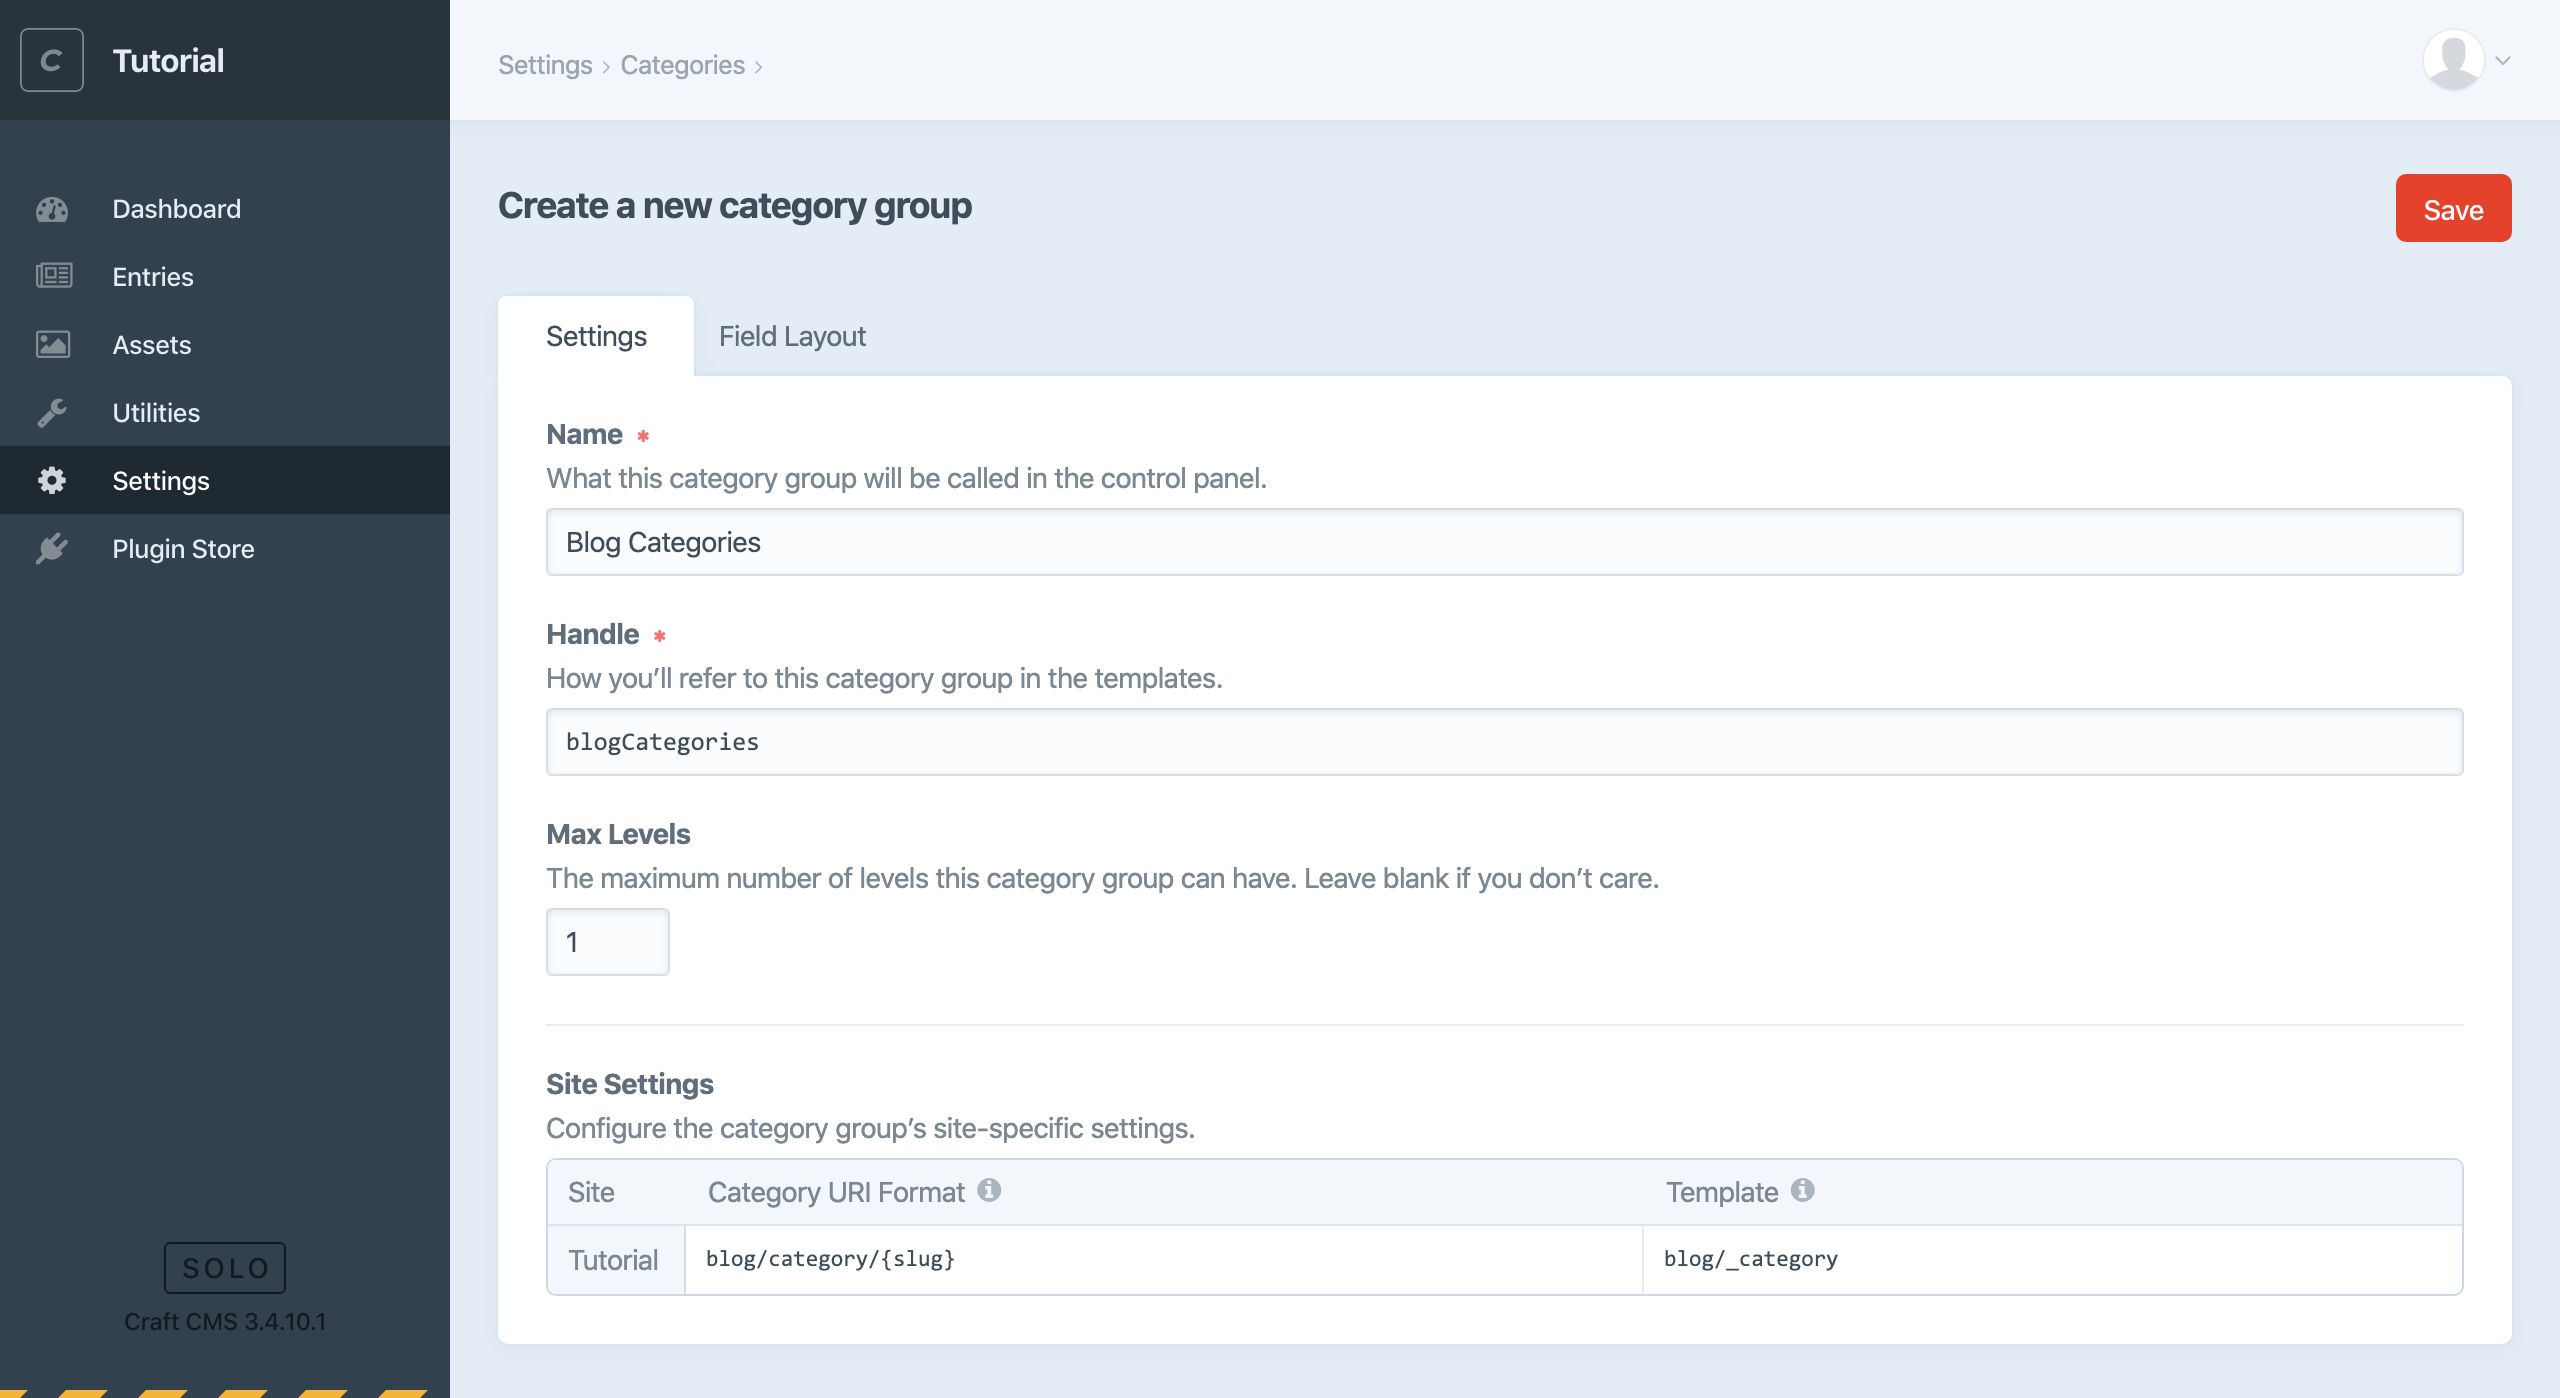 C
Tutorial
Settings › Categories ›
Dashboard
Entries
Assets
Utilities
Settings
Plugin Store
SOLO
Craft CMS 3.4.10.1
Create a new category group
Save
Settings
Field Layout
Name *
What this category group will be called in the control panel.
Blog Categories
Handle *
How you’ll refer to this category group in the templates.
blogCategories
Max Levels
The maximum number of levels this category group can have. Leave blank if you don’t care.
1
Site Settings
Configure the category group’s site-specific settings.
Site Category URI Format Template
Tutorial blog/category/{slug} blog/_category